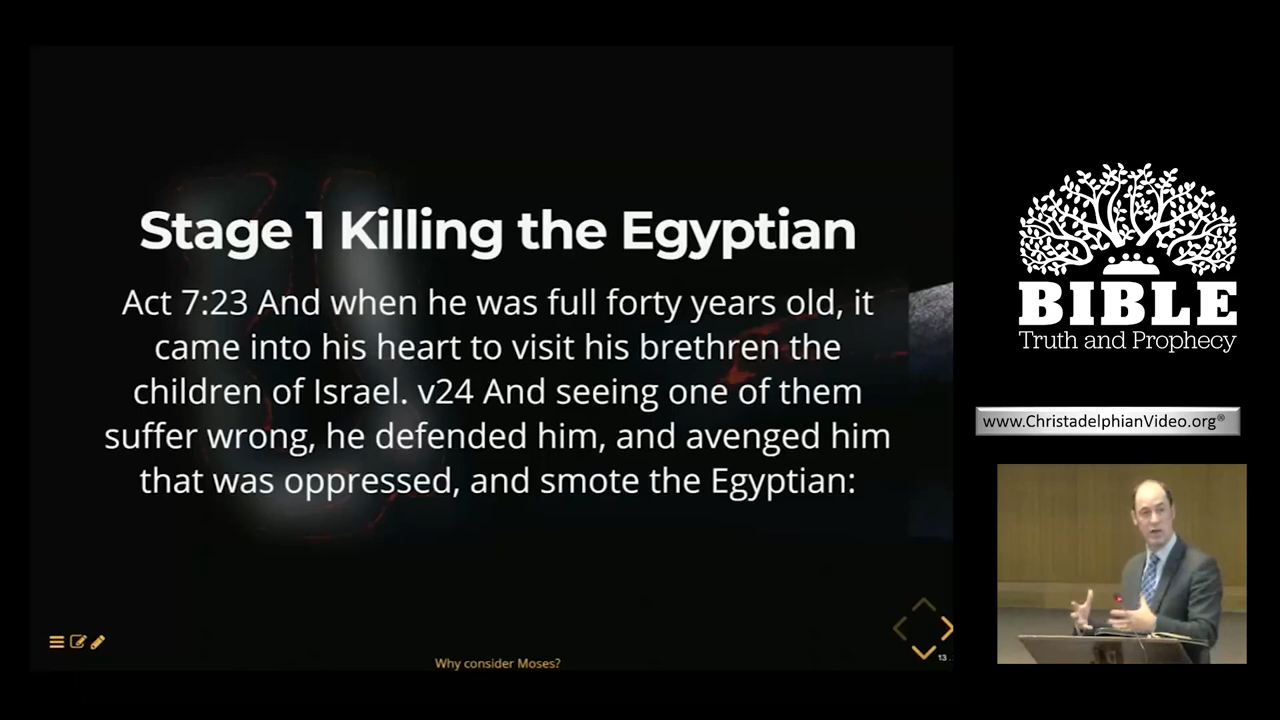 Stage 1 Killing the Egyptian
Act 7:23 And when he was full forty years old, it
came into his heart to visit his brethren the
children of Israel. v24 And seeing one of them
suffer wrong, he defended him, and avenged him
that was oppressed, and smote the Egyptian:
Why consider Moses?
13
BIBLE
Truth and Prophecy
www.ChristadelphianVideo.org®